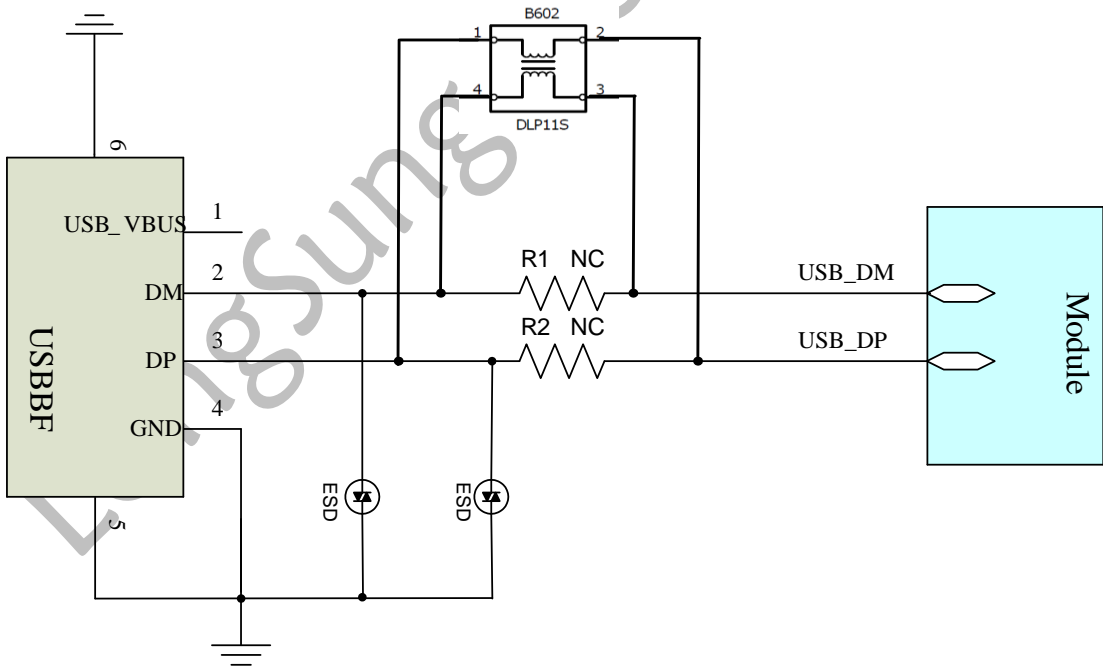 B602
1 2
4 3
DLP11S
6
USB_VBUS 1
R1 NC
USB_DM
DM 2
R2 NC
USB_DP
DP 3
GND 4
USBBF
Module
ESD
ESD
5
LongSung